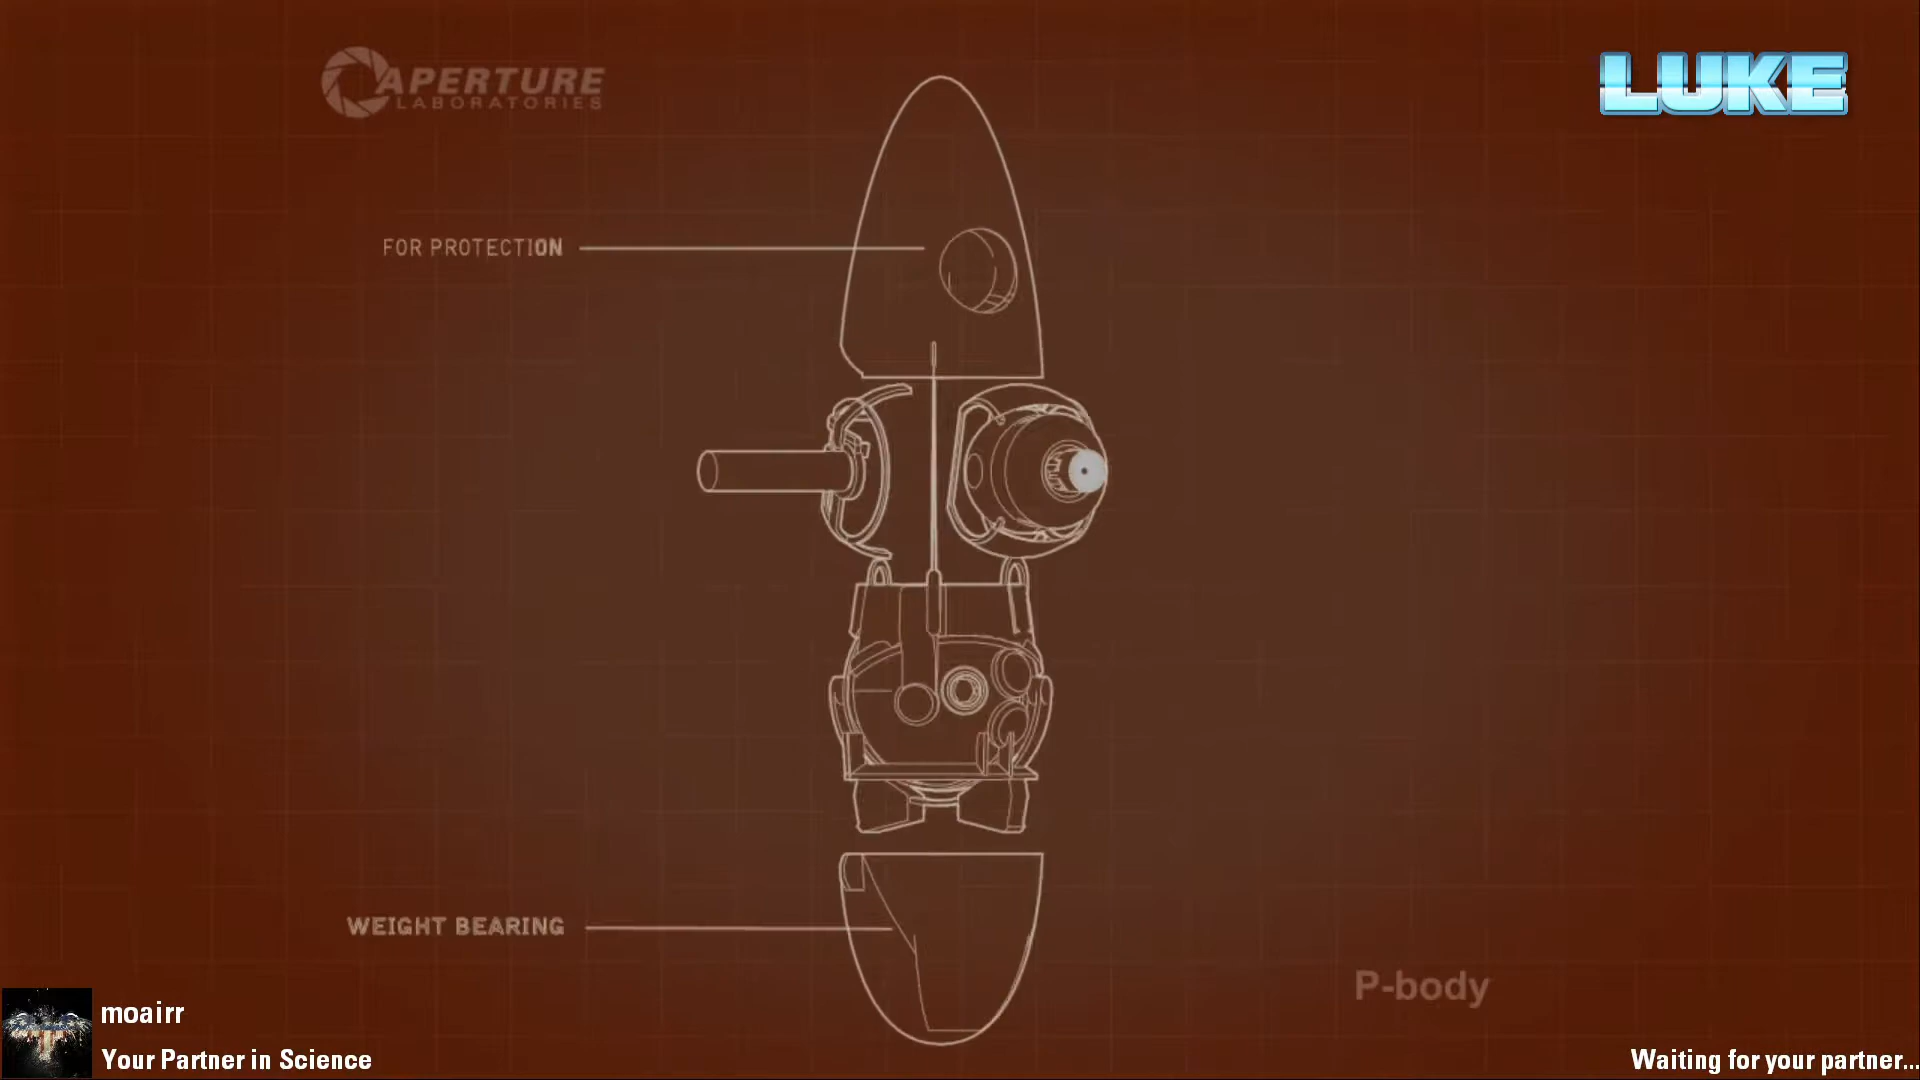 APERTURE
LABORATORIES
LUKE
FOR PROTECTION
WEIGHT BEARING
P-body
moairr
Your Partner in Science
Waiting for your partner...